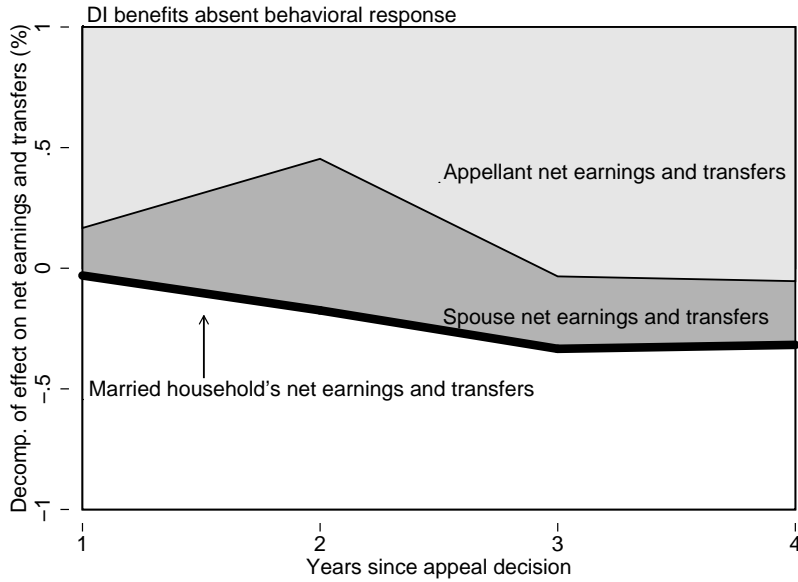 DI benefits absent behavioral response
Decomp. of effect on net earnings and transfers (%)
1
.5
0
−.5
−1
Appellant net earnings and transfers
Spouse net earnings and transfers
Married household's net earnings and transfers
1
2
3
4
Years since appeal decision